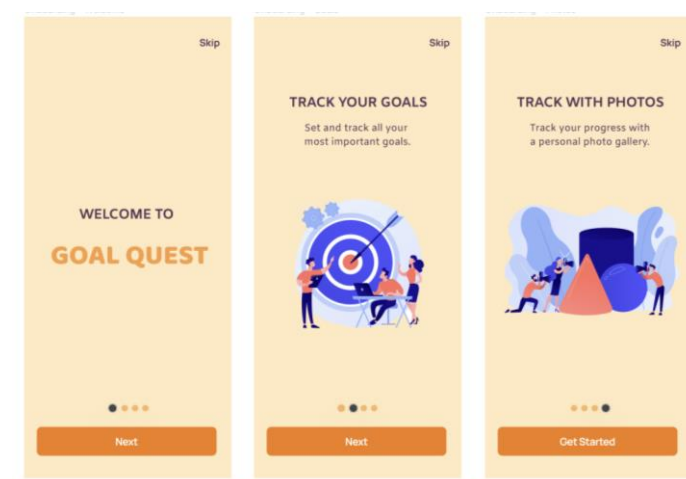 Skip
WELCOME TO
GOAL QUEST
Next
Skip
TRACK YOUR GOALS
Set and track all your
most important goals.
Next
Skip
TRACK WITH PHOTOS
Track your progress with
a personal photo gallery.
Get Started